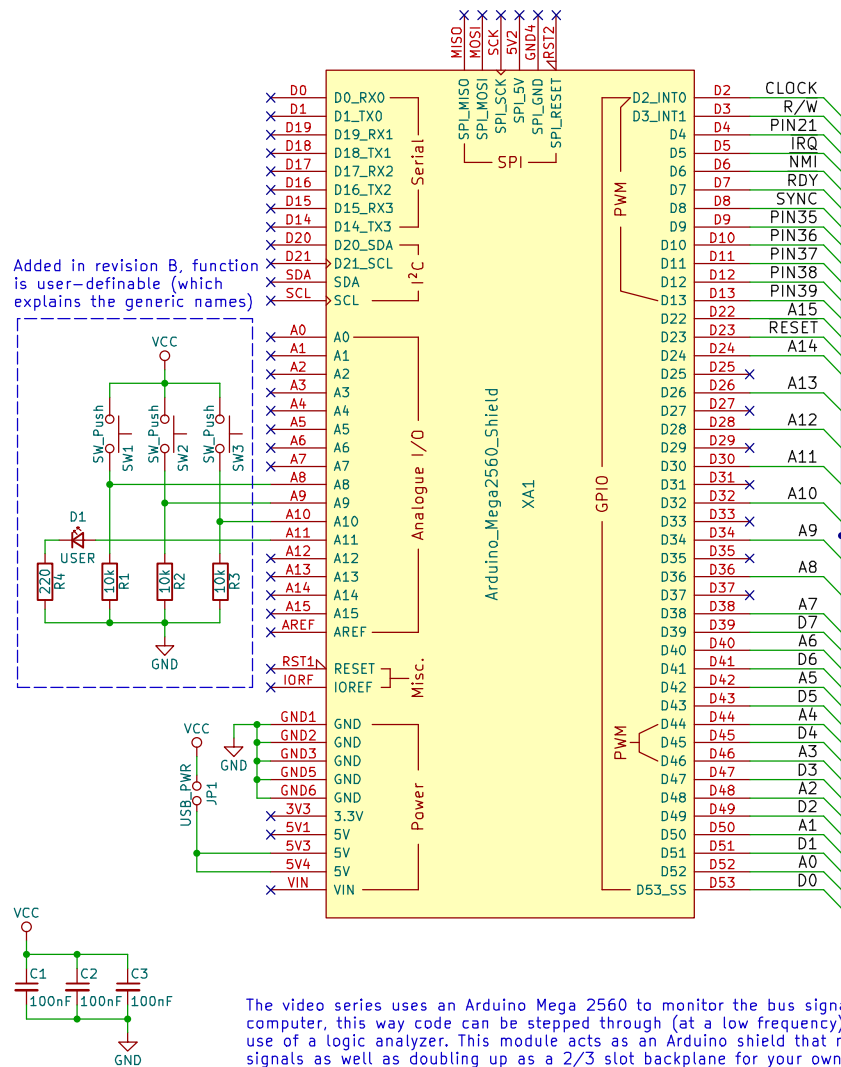 MISO
MOSI
SCK
5V2
GND4
RST2
SPI_MISO
SPI_MOSI
SPI_SCK
SPI_5V
SPI_GND
SPI_RESET
SPI
D0 D0_RX0
D1 D1_TX0
D19 D19_RX1
D18 D18_TX1
D17 D17_RX2
D16 D16_TX2
D15 D15_RX3
D14 D14_TX3
Serial
D20 D20_SDA
D21 D21_SCL
SDA SDA
SCL SCL
I²C
A0 A0
A1 A1
A2 A2
A3 A3
A4 A4
A5 A5
A6 A6
A7 A7
A8 A8
A9 A9
A10 A10
A11 A11
A12 A12
A13 A13
A14 A14
A15 A15
AREF AREF
Analogue I/O
RST1 RESET
IORF IOREF
Misc.
GND1 GND
GND2 GND
GND3 GND
GND5 GND
GND6 GND
3V3 3.3V
5V1 5V
5V3 5V
5V4 5V
VIN VIN
Power
Arduino_Mega2560_Shield
XA1
GPIO
PWM
PWM
D2_INT0 D2 CLOCK
D3_INT1 D3 R/W
D4 D4 PIN21
D5 D5 IRQ
D6 D6 NMI
D7 D7 RDY
D8 D8 SYNC
D9 D9 PIN35
D10 D10 PIN36
D11 D11 PIN37
D12 D12 PIN38
D13 D13 PIN39
D22 D22 A15
D23 D23 RESET
D24 D24 A14
D25 D25
D26 D26 A13
D27 D27
D28 D28 A12
D29 D29
D30 D30 A11
D31 D31
D32 D32 A10
D33 D33
D34 D34 A9
D35 D35
D36 D36 A8
D37 D37
D38 D38 A7
D39 D39 D7
D40 D40 A6
D41 D41 D6
D42 D42 A5
D43 D43 D5
D44 D44 A4
D45 D45 D4
D46 D46 A3
D47 D47 D3
D48 D48 A2
D49 D49 D2
D50 D50 A1
D51 D51 D1
D52 D52 A0
D53_SS D53 D0
Added in revision B, function
is user-definable (which
explains the generic names)
VCC
SW_Push
SW1
SW_Push
SW2
SW_Push
SW3
D1
USER
220
R4
10k
R1
10k
R2
10k
R3
GND
VCC
GND
USB_PWR
JP1
VCC
C1
100nF
C2
100nF
C3
100nF
GND
The video series uses an Arduino Mega 2560 to monitor the bus
computer, this way code can be stepped through (at a low frequency)
use of a logic analyzer. This module acts as an Arduino shield that
signals as well as doubling up as a 2/3 slot backplane for your own